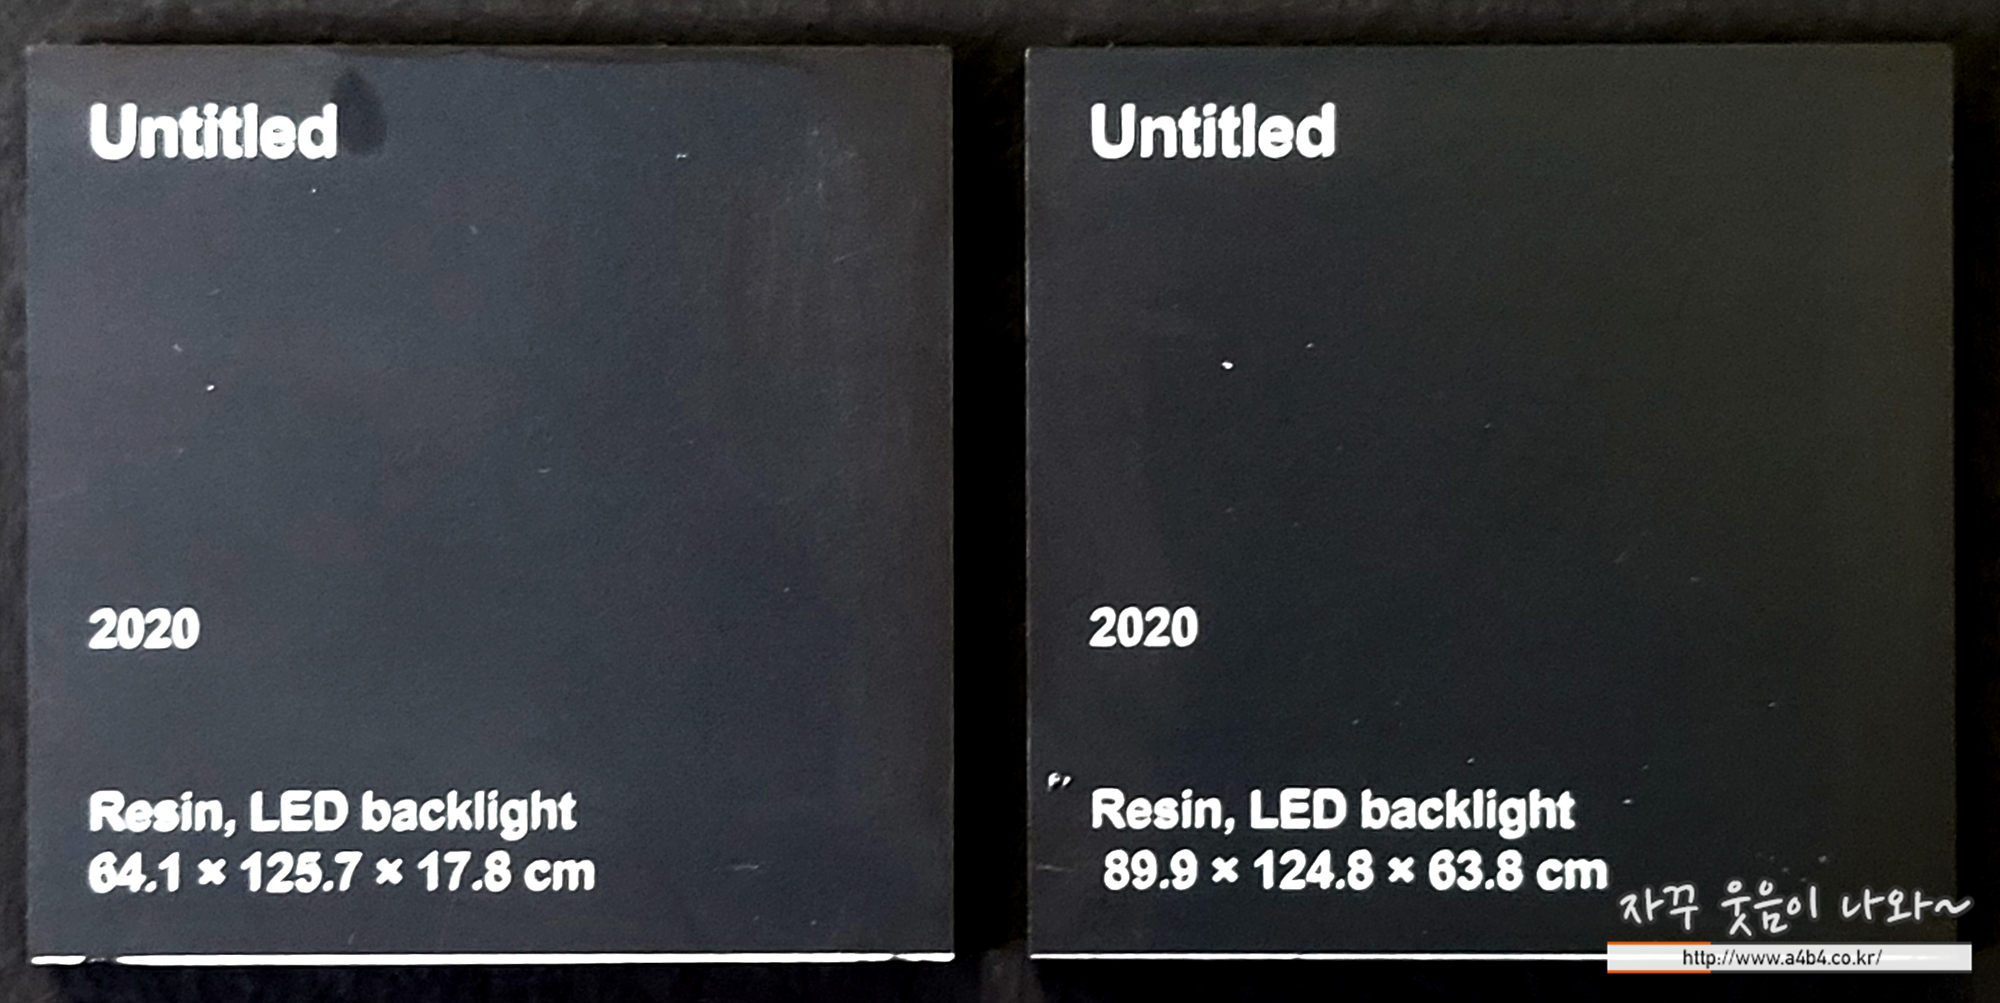 Untitled
2020
Resin, LED backlight
64.1 × 125.7 × 17.8 cm
Untitled
2020
Resin, LED backlight
89.9 × 124.8 × 63.8 cm
자꾸 웃음이 나와~
http://www.a4b4.co.kr/